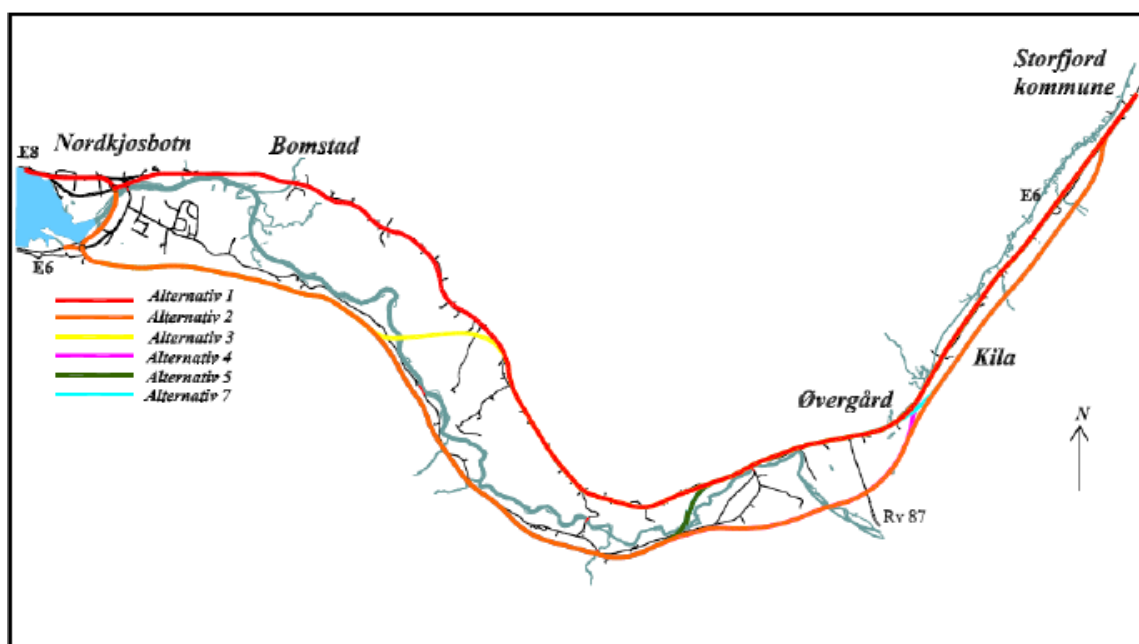 Storfjord
kommune
Nordkjosbotn
Bomstad
E8
E6
E6
Alternativ 1
Alternativ 2
Alternativ 3
Alternativ 4
Alternativ 5
Alternativ 7
Kila
Øvergård
N
Rv 87